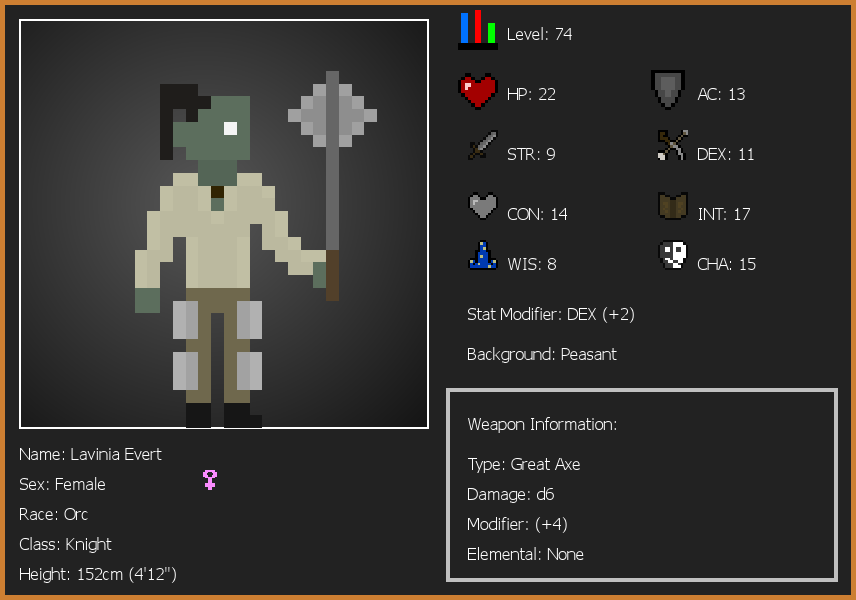 Level: 74
HP: 22
AC: 13
STR: 9
DEX: 11
CON: 14
INT: 17
WIS: 8
CHA: 15
Stat Modifier: DEX (+2)
Background: Peasant
Weapon Information:
Type: Great Axe
Damage: d6
Modifier: (+4)
Elemental: None
Name: Lavinia Evert
Sex: Female
Race: Orc
Class: Knight
Height: 152cm (4'12")